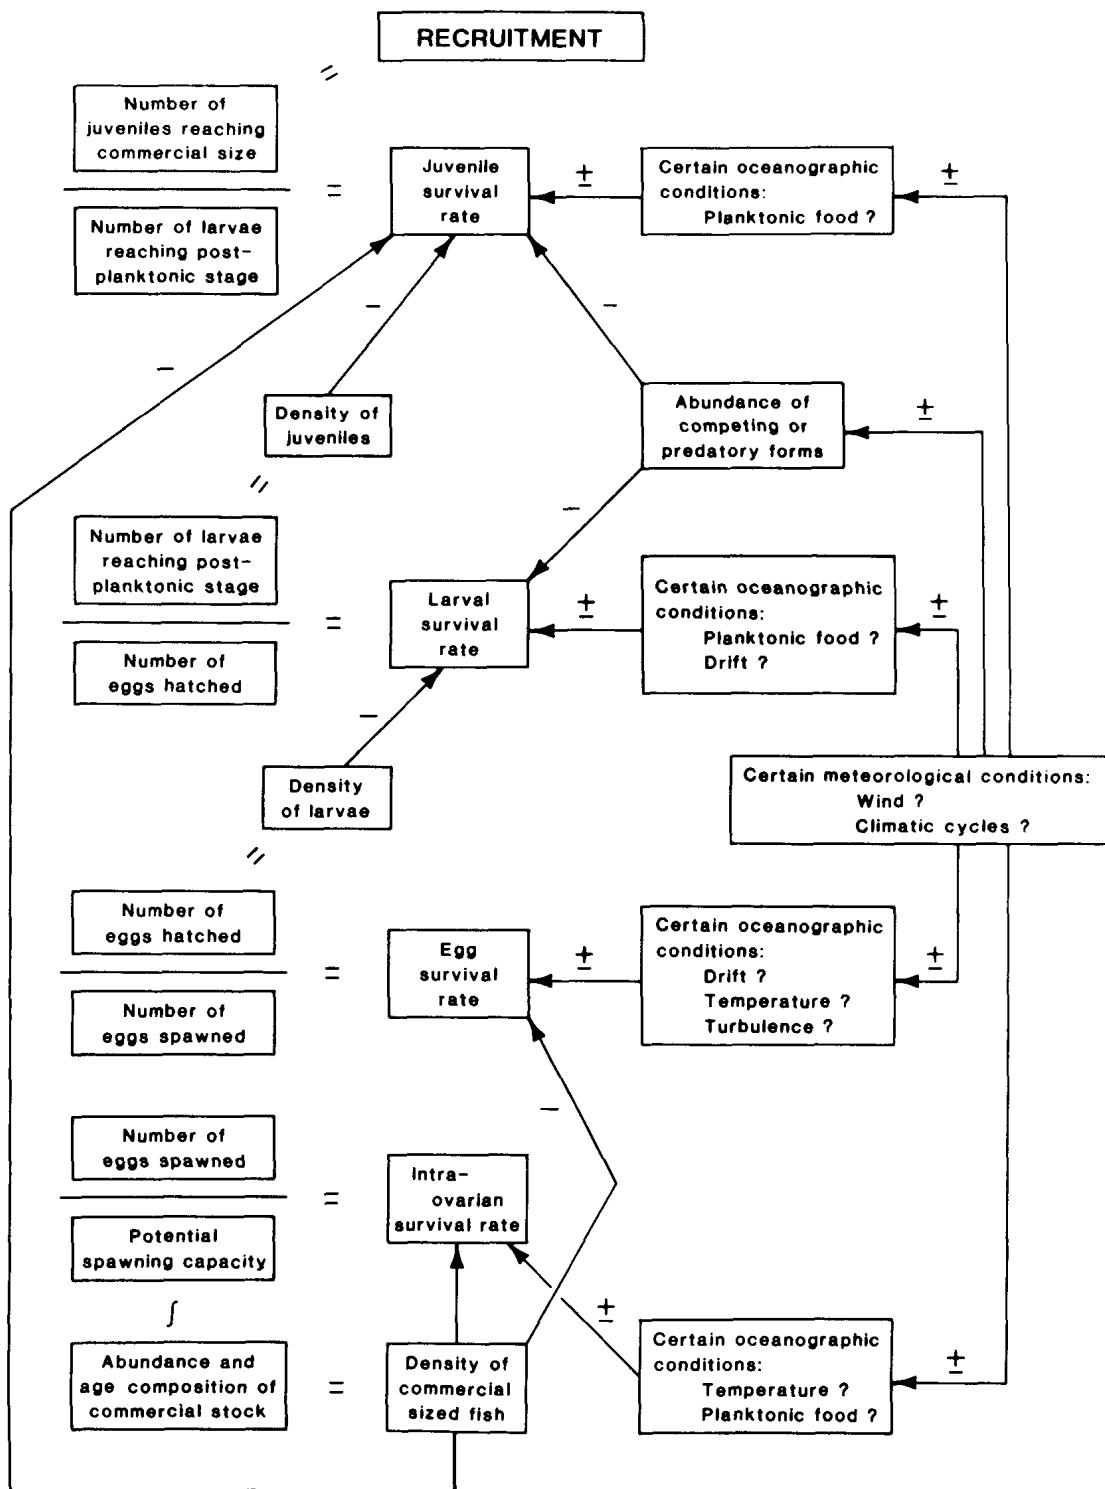 RECRUITMENT
=
Number of
juveniles reaching
commercial size
Number of larvae
reaching post-
planktonic stage
=
Juvenile
survival
rate
±
Certain oceanographic
conditions:
Planktonic food ?
±
-
-
-
Density of
juveniles
Abundance of
competing or
predatory forms
±
=
Number of larvae
reaching post-
planktonic stage
Number of
eggs hatched
=
Larval
survival
rate
-
±
Certain oceanographic
conditions:
Planktonic food ?
Drift ?
±
-
Density
of larvae
Certain meteorological conditions:
Wind ?
Climatic cycles ?
=
Number of
eggs hatched
Number of
eggs spawned
=
Egg
survival
rate
±
Certain oceanographic
conditions:
Drift ?
Temperature ?
Turbulence ?
±
-
Number of
eggs spawned
Potential
spawning capacity
=
Intra-
ovarian
survival rate
±
∫
Abundance and
age composition of
commercial stock
=
Density of
commercial
sized fish
Certain oceanographic
conditions:
Temperature ?
Planktonic food ?
±